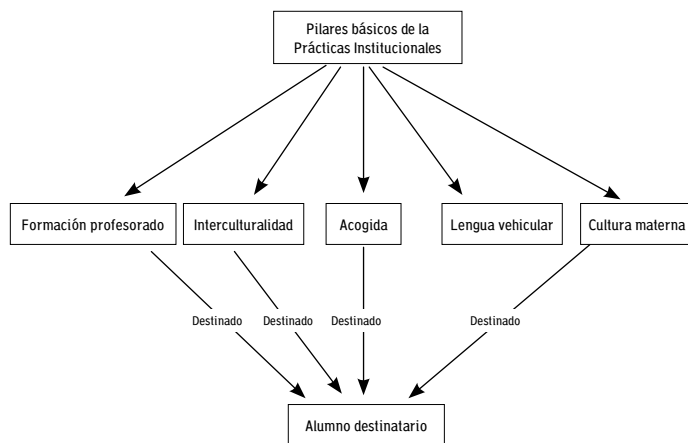 Pilares básicos de la
Prácticas Institucionales
Formación profesorado
Interculturalidad
Acogida
Lengua vehicular
Cultura materna
Destinado
Destinado
Destinado
Destinado
Alumno destinatario